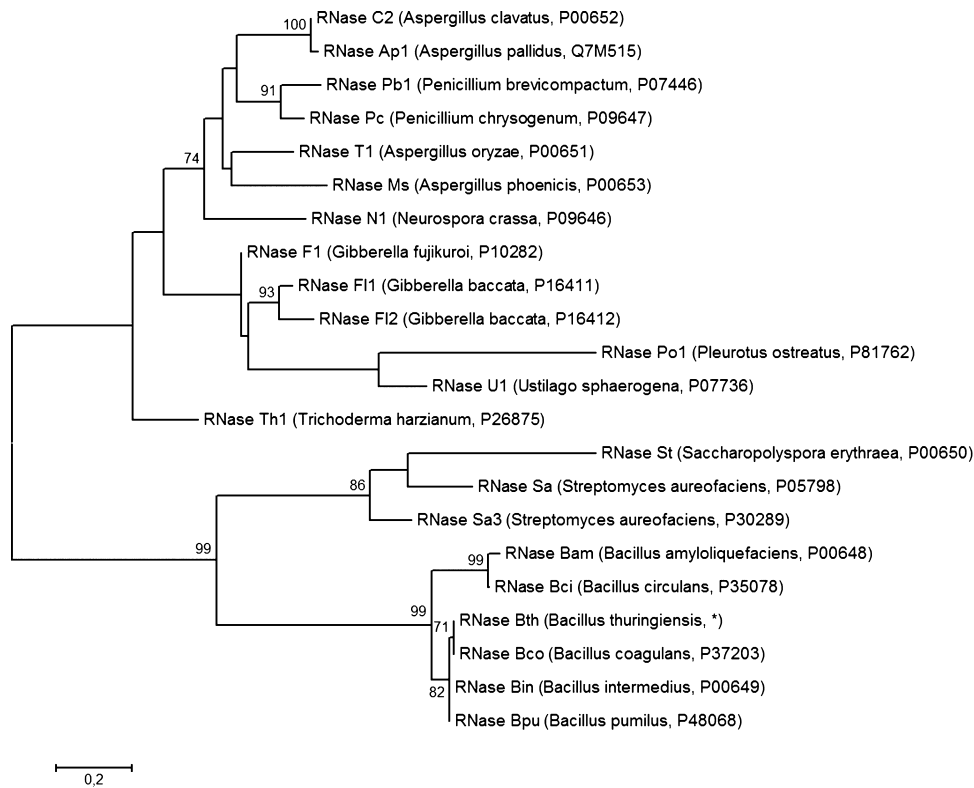 100
RNase C2 (Aspergillus clavatus, P00652)
RNase Ap1 (Aspergillus pallidus, Q7M515)
91
RNase Pb1 (Penicillium brevicompactum, P07446)
RNase Pc (Penicillium chrysogenum, P09647)
74
RNase T1 (Aspergillus oryzae, P00651)
RNase Ms (Aspergillus phoenicis, P00653)
RNase N1 (Neurospora crassa, P09646)
RNase F1 (Gibberella fujikuroi, P10282)
93
RNase Fl1 (Gibberella baccata, P16411)
RNase Fl2 (Gibberella baccata, P16412)
RNase Po1 (Pleurotus ostreatus, P81762)
RNase U1 (Ustilago sphaerogena, P07736)
RNase Th1 (Trichoderma harzianum, P26875)
RNase St (Saccharopolyspora erythraea, P00650)
86
RNase Sa (Streptomyces aureofaciens, P05798)
RNase Sa3 (Streptomyces aureofaciens, P30289)
99
99
RNase Bam (Bacillus amyloliquefaciens, P00648)
RNase Bci (Bacillus circulans, P35078)
99
71
RNase Bth (Bacillus thuringiensis, *)
RNase Bco (Bacillus coagulans, P37203)
82
RNase Bin (Bacillus intermedius, P00649)
RNase Bpu (Bacillus pumilus, P48068)
0,2